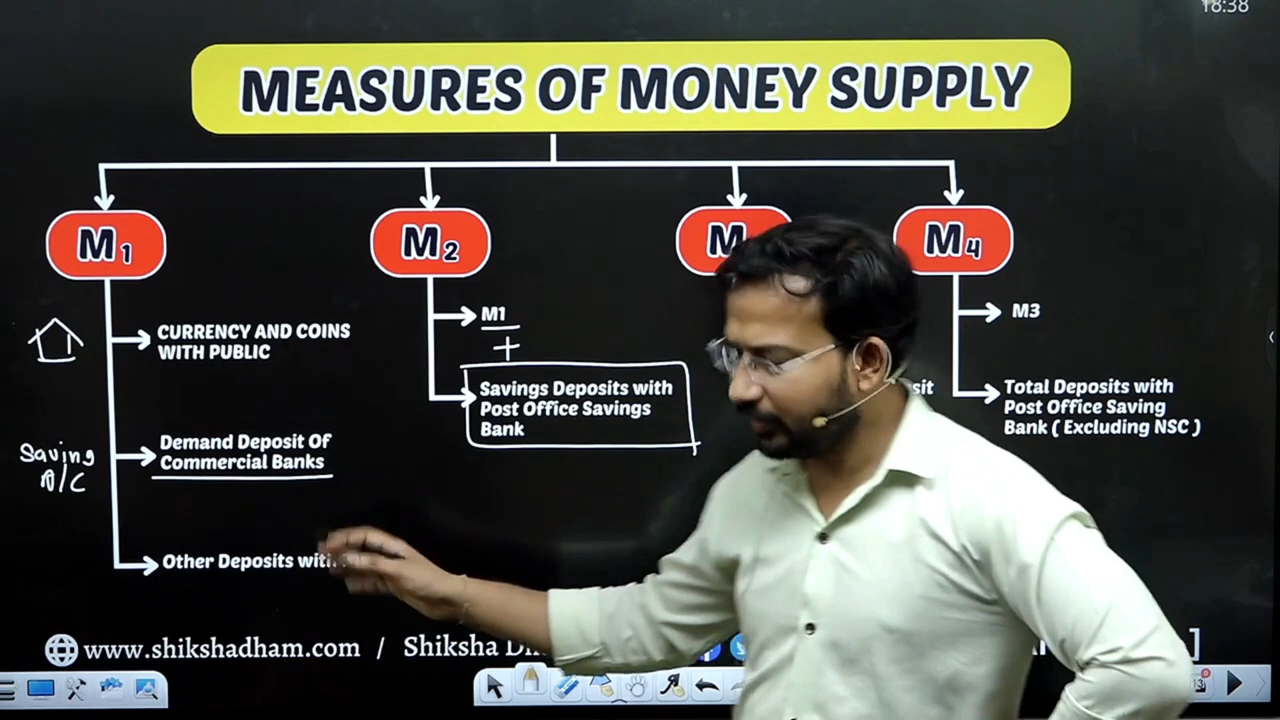 18:38
MEASURES OF MONEY SUPPLY
M1
CURRENCY AND COINS
WITH PUBLIC
Saving
A/C
Demand Deposit Of
Commercial Banks
Other Deposits with
M2
M1
+
Savings Deposits with
Post Office Savings
Bank
M
M4
M3
Total Deposits with
Post Office Saving
Bank ( Excluding NSC )
www.shikshadham.com / Shiksha